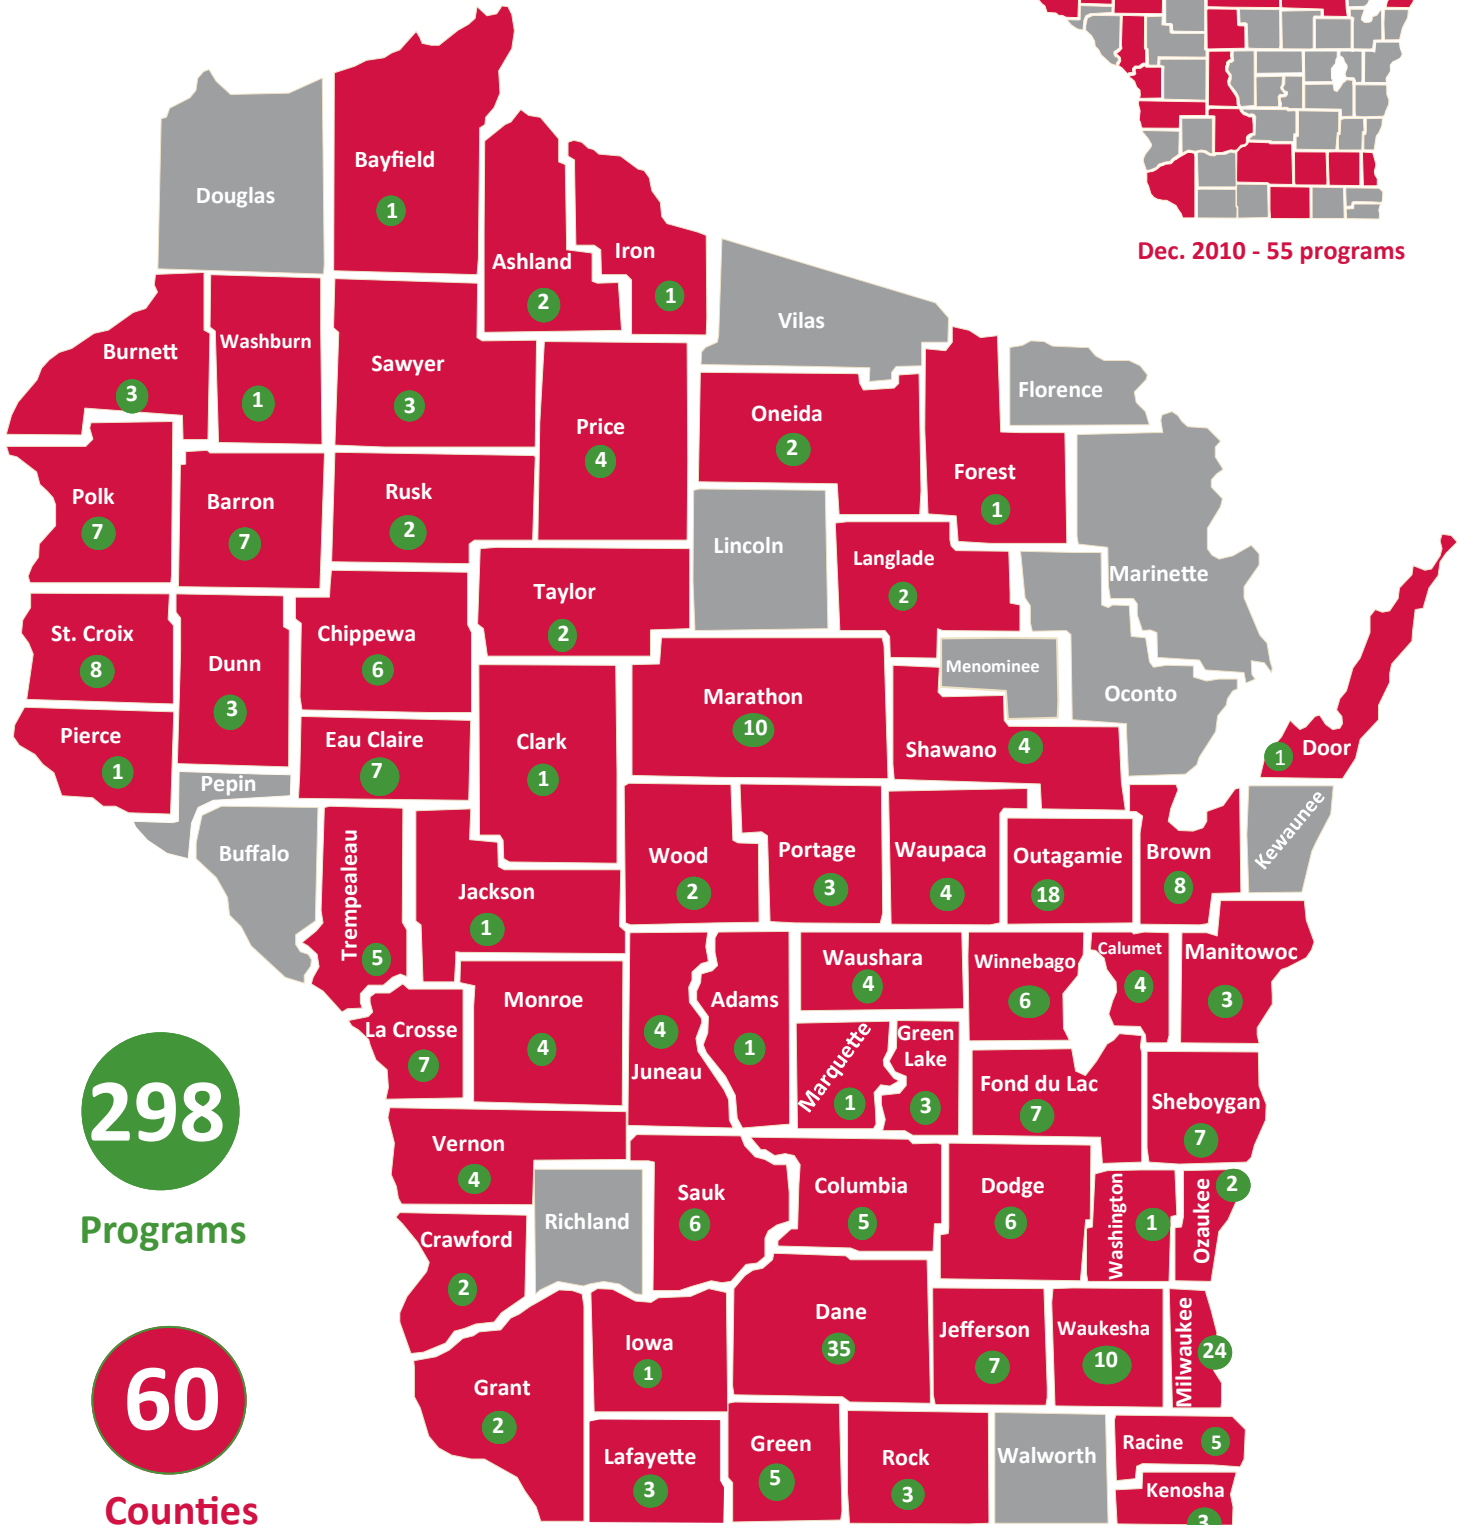 Dec. 2010 - 55 programs
Bayfield
1
Douglas
Ashland
2
Iron
1
Vilas
Burnett
3
Washburn
1
Sawyer
3
Price
4
Oneida
2
Florence
Forest
1
Polk
7
Barron
7
Rusk
2
Lincoln
Langlade
2
Marinette
Taylor
2
St. Croix
8
Dunn
3
Chippewa
6
Menominee
Oconto
Marathon
10
Shawano
4
Pierce
1
Eau Claire
7
Clark
1
Door
1
Pepin
Buffalo
Trempealeau
5
Jackson
1
Wood
2
Portage
3
Waupaca
4
Outagamie
18
Brown
8
Kewaunee
Waushara
4
Winnebago
6
Calumet
4
Manitowoc
3
La Crosse
7
Monroe
4
4
Juneau
Adams
1
Marquette
1
Green
Lake
3
Fond du Lac
7
Sheboygan
7
298
Programs
Vernon
4
Richland
Sauk
6
Columbia
5
Dodge
6
Washington
1
Ozaukee
2
Crawford
2
Grant
2
Iowa
1
Dane
35
Jefferson
7
Waukesha
10
Milwaukee
24
60
Counties
Lafayette
3
Green
5
Rock
3
Walworth
Racine
5
Kenosha
3